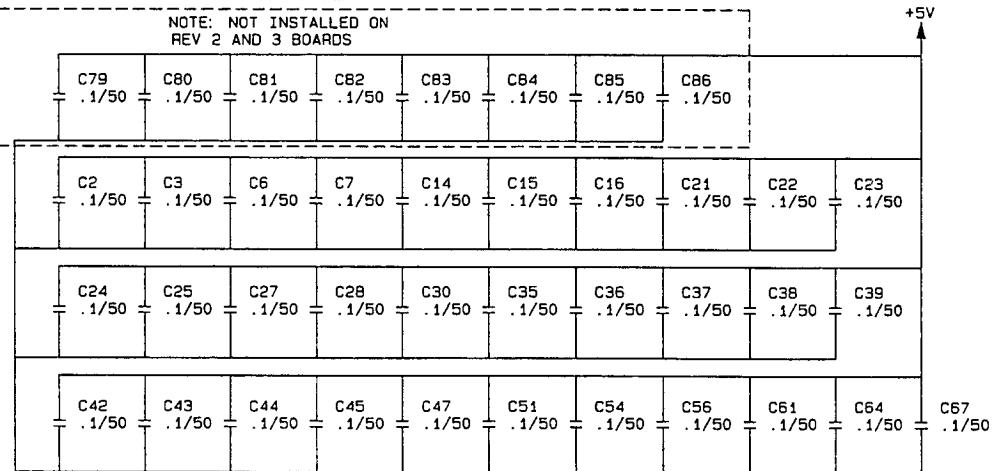 +5V
NOTE: NOT INSTALLED ON
REV 2 AND 3 BOARDS
C79 C80 C81 C82 C83 C84 C85 C86
.1/50 .1/50 .1/50 .1/50 .1/50 .1/50 .1/50 .1/50
C2 C3 C6 C7 C14 C15 C16 C21 C22 C23
.1/50 .1/50 .1/50 .1/50 .1/50 .1/50 .1/50 .1/50 .1/50 .1/50
C24 C25 C27 C28 C30 C35 C36 C37 C38 C39
.1/50 .1/50 .1/50 .1/50 .1/50 .1/50 .1/50 .1/50 .1/50 .1/50
C42 C43 C44 C45 C47 C51 C54 C56 C61 C64 C67
.1/50 .1/50 .1/50 .1/50 .1/50 .1/50 .1/50 .1/50 .1/50 .1/50 .1/50